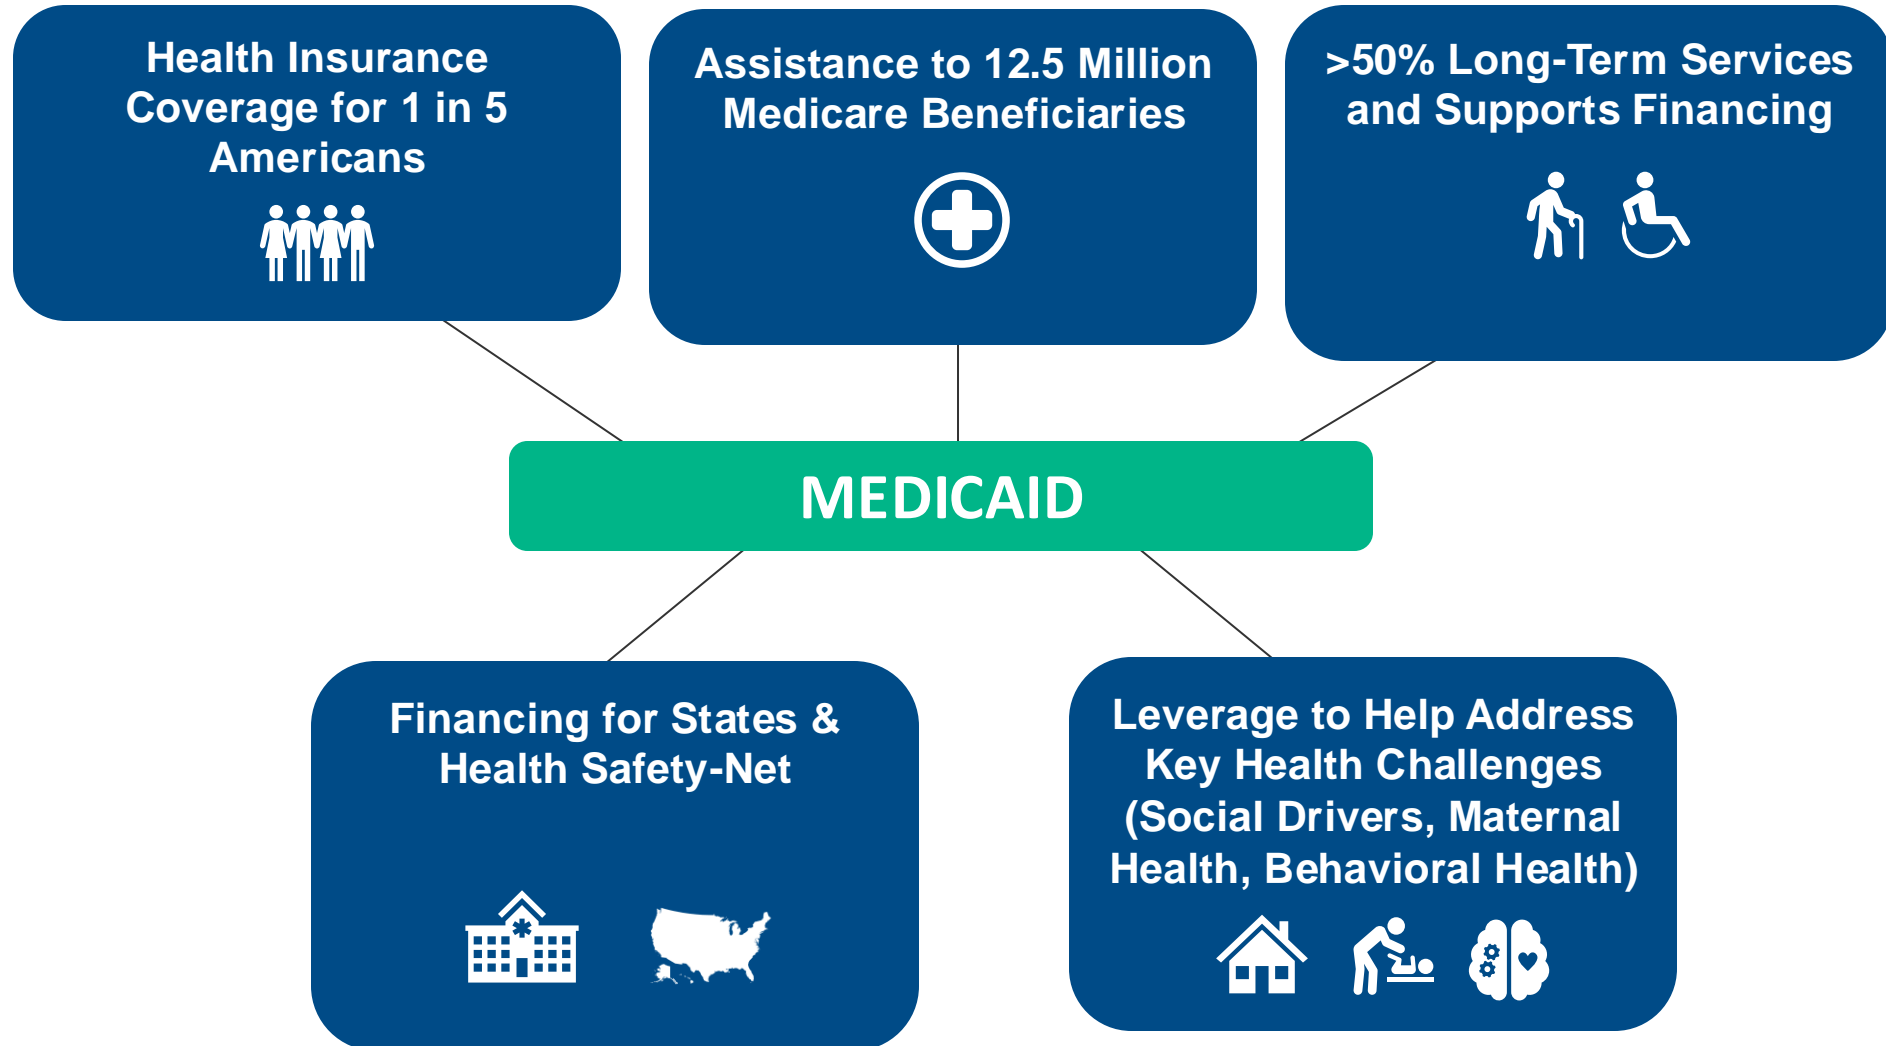 Health Insurance
Coverage for 1 in 5
Americans
Assistance to 12.5 Million
Medicare Beneficiaries
>50% Long-Term Services
and Supports Financing
MEDICAID
Financing for States &
Health Safety-Net
Leverage to Help Address
Key Health Challenges
(Social Drivers, Maternal
Health, Behavioral Health)